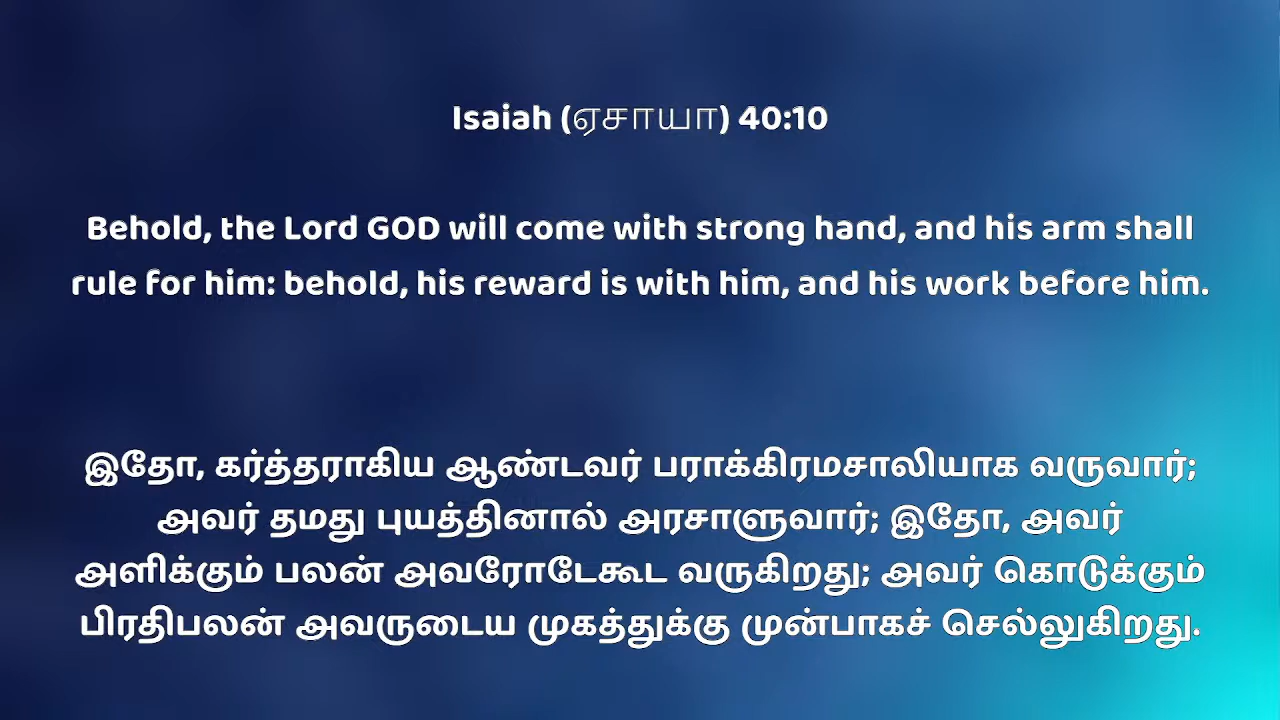 Isaiah (ஏசாயா) 40:10
Behold, the Lord GOD will come with strong hand, and his arm shall
rule for him: behold, his reward is with him, and his work before him.
இதோ, கர்த்தராகிய ஆண்டவர் பராக்கிரமசாலியாக வருவார்;
அவர் தமது புயத்தினால் அரசாளுவார்; இதோ, அவர்
அளிக்கும் பலன் அவரோடேகூட வருகிறது; அவர் கொடுக்கும்
பிரதிபலன் அவருடைய முகத்துக்கு முன்பாகச் செல்லுகிறது.